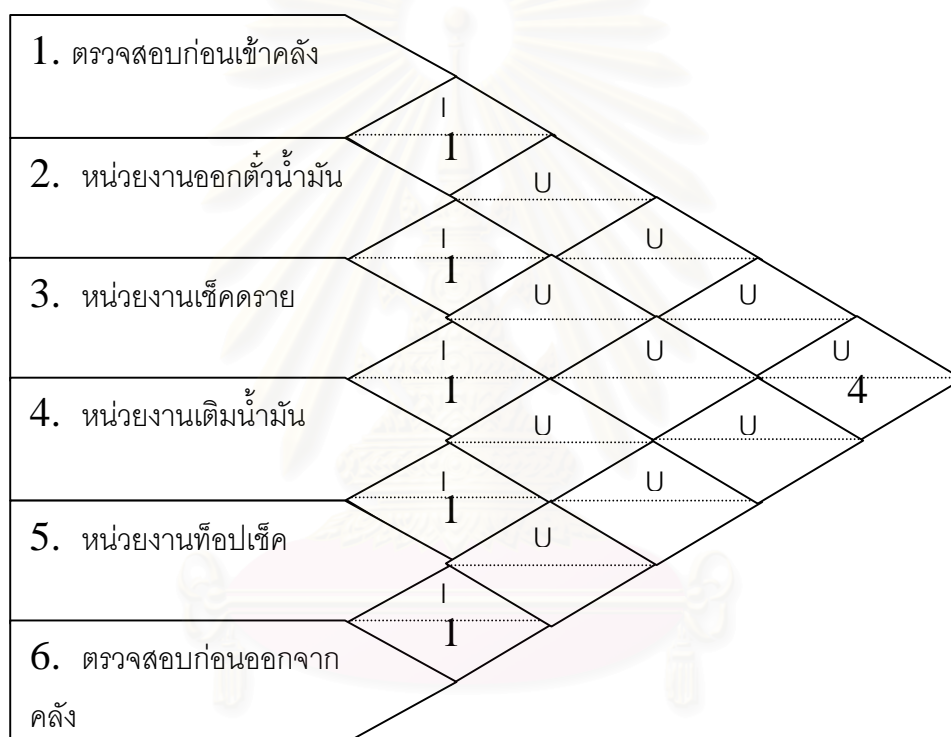 1. ตรวจสอบก่อนเข้าคลัง
I
1
2. หน่วยงานออกตั๋วน้ำมัน
U
U
I
1
3. หน่วยงานเช็คดราย
U
U
U
I
1
U
4
4. หน่วยงานเติมน้ำมัน
U
U
I
1
U
5. หน่วยงานท็อปเช็ค
U
I
1
6. ตรวจสอบก่อนออกจาก
คลัง